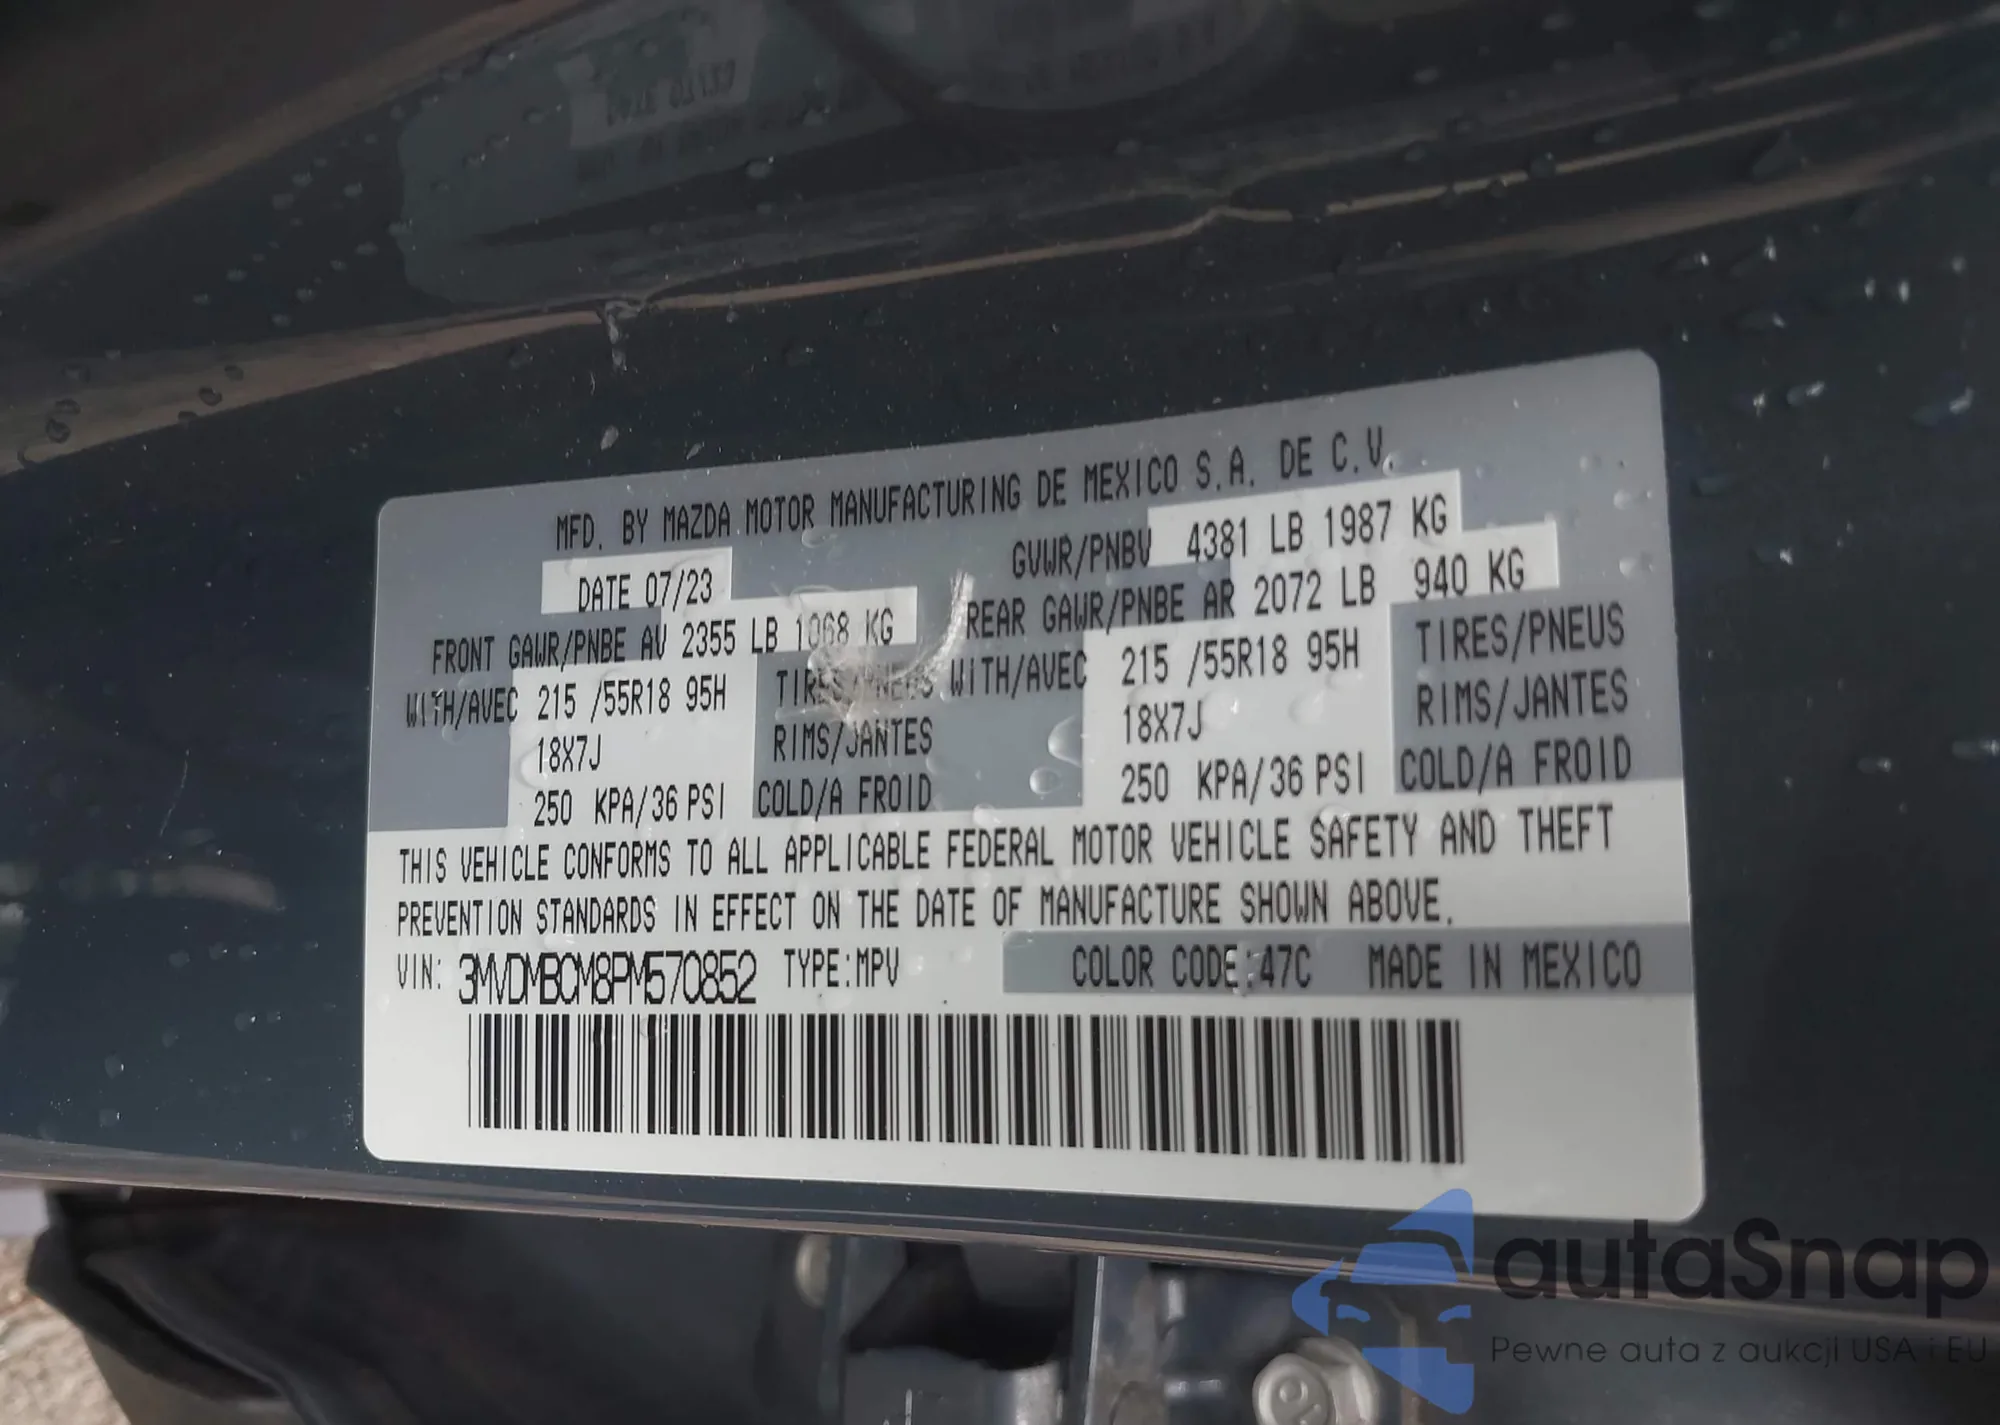 MFD. BY MAZDA MOTOR MANUFACTURING DE MEXICO S.A. DE C.V.
DATE 07/23 GVWR/PNBV 4381 LB 1987 KG
FRONT GAWR/PNBE AV 2355 LB 1068 KG REAR GAWR/PNBE AR 2072 LB 940 KG
WITH/AVEC 215 /55R18 95H TIRES/PNEUS WITH/AVEC 215 /55R18 95H TIRES/PNEUS
18X7J RIMS/JANTES 18X7J RIMS/JANTES
250 KPA/36 PSI COLD/A FROID 250 KPA/36 PSI COLD/A FROID
THIS VEHICLE CONFORMS TO ALL APPLICABLE FEDERAL MOTOR VEHICLE SAFETY AND THEFT
PREVENTION STANDARDS IN EFFECT ON THE DATE OF MANUFACTURE SHOWN ABOVE.
VIN: 3MVDMBCM8PM570852 TYPE:MPV COLOR CODE:47C MADE IN MEXICO
autaSnap
Pewne auta z aukcji USA i EU